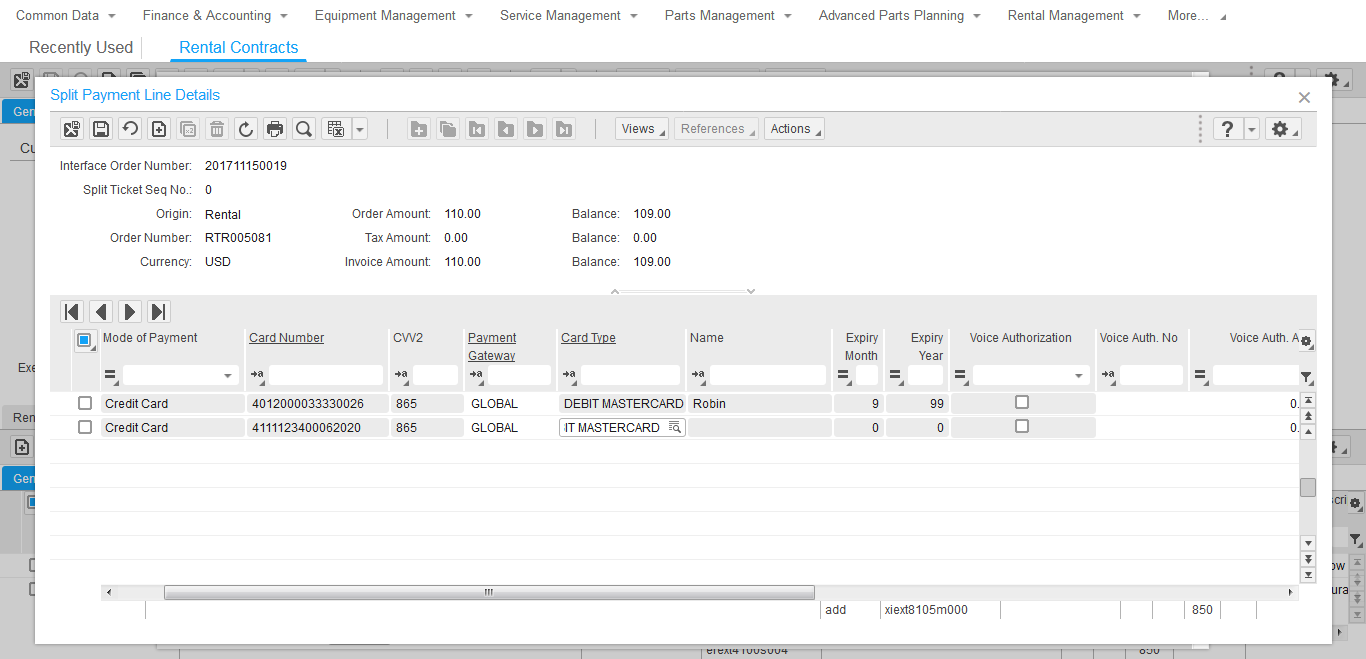 Common Data Finance & Accounting Equipment Management Service Management Parts Management Advanced Parts Planning Rental Management More...
Recently Used Rental Contracts
Split Payment Line Details
Views References Actions
Interface Order Number: 201711150019
Split Ticket Seq No.: 0
Origin: Rental Order Amount: 110.00 Balance: 109.00
Order Number: RTR005081 Tax Amount: 0.00 Balance: 0.00
Currency: USD Invoice Amount: 110.00 Balance: 109.00
Mode of Payment Card Number CVV2 Payment Gateway Card Type Name Expiry Month Expiry Year Voice Authorization Voice Auth. No Voice Auth. A
Credit Card 4012000033330026 865 GLOBAL DEBIT MASTERCARD Robin 9 99 0.
Credit Card 4111123400062020 865 GLOBAL IT MASTERCARD 0 0 0.
add xiext8105m000 850
Gen
Cu
Exe
Ren
Gen
scri
ow
ura
erext4100s004 850